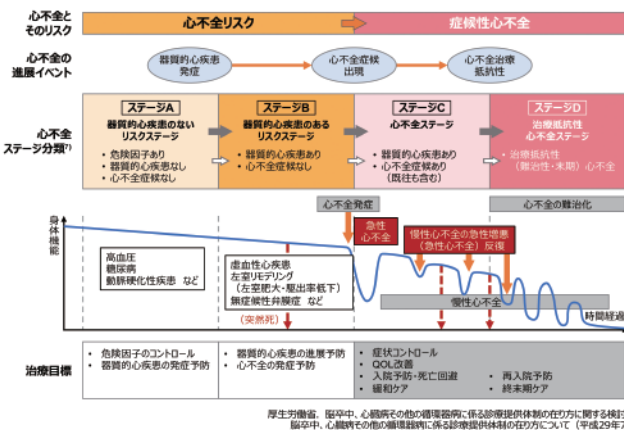 心不全と
そのリスク
心不全リスク
症候性心不全
心不全の
進展イベント
器質的心疾患
発症
心不全症候
出現
心不全治療
抵抗性
心不全
ステージ分類7)
ステージA
器質的心疾患のない
リスクステージ
・危険因子あり
・器質的心疾患なし
・心不全症候なし
ステージB
器質的心疾患のある
リスクステージ
・器質的心疾患あり
・心不全症候なし
ステージC
心不全ステージ
・器質的心疾患あり
・心不全症候あり
(既往も含む)
ステージD
治療抵抗性
心不全ステージ
・治療抵抗性
(難治性・末期)心不全
身体機能
心不全発症
急性
心不全
慢性心不全の急性増悪
(急性心不全)反復
心不全の難治化
高血圧
糖尿病
動脈硬化性疾患 など
虚血性心疾患
左室リモデリング
(左室肥大・駆出率低下)
無症候性弁膜症 など
(突然死)
慢性心不全
時間経過
治療目標
・危険因子のコントロール
・器質的心疾患の発症予防
・器質的心疾患の進展予防
・心不全の発症予防
・症状コントロール
・QOL改善
・入院予防・死亡回避
・緩和ケア
・再入院予防
・終末期ケア
厚生労働省. 脳卒中、心臓病その他の循環器病に係る診療提供体制の在り方に関する検討
脳卒中、心臓病その他の循環器病に係る診療提供体制の在り方について(平成29年7